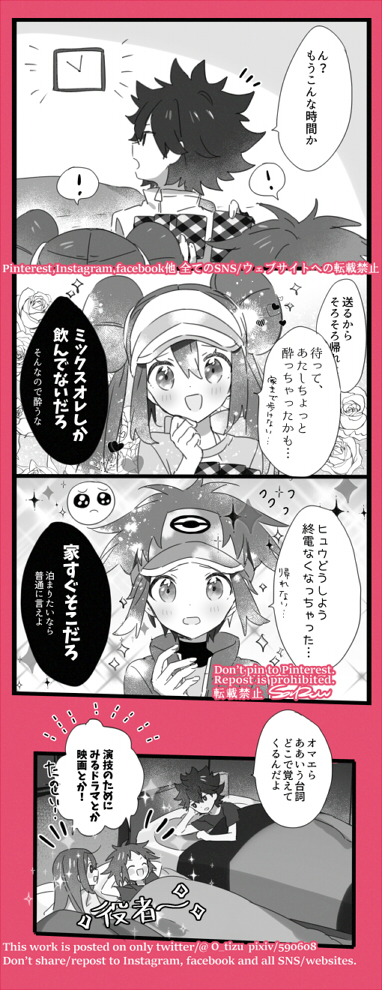 ん?
もうこんな時間か
!
!
Pinterest,Instagram,facebook他 全てのSNS/ウェブサイトへの転載禁止
送るから
そろそろ帰れ
待って、
あたしちょっと
酔っちゃったかも…
家まで歩けない…
ミックスオレしか
飲んでないだろ
そんなので酔うな
ヒュウどうしよう
終電なくなっちゃった…
帰れない…
家すぐそこだろ
泊まりたいなら
普通に言えよ
Don't pin to Pinterest.
Repost is prohibited.
転載禁止
オマエら
ああいう台詞
どこで覚えて
くるんだよ
演技のために
みるドラマとか
映画とか!
たのせい…
役者〜
This work is posted on only twitter/@ O_tizu pixiv/590608
Don't share/repost to Instagram, facebook and all SNS/websites.